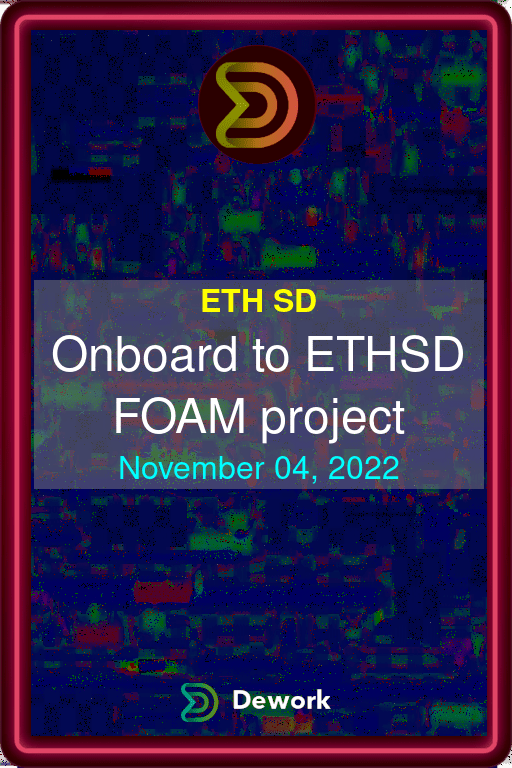 ETH SD
Onboard to ETHSD
FOAM project
November 04, 2022
Dework